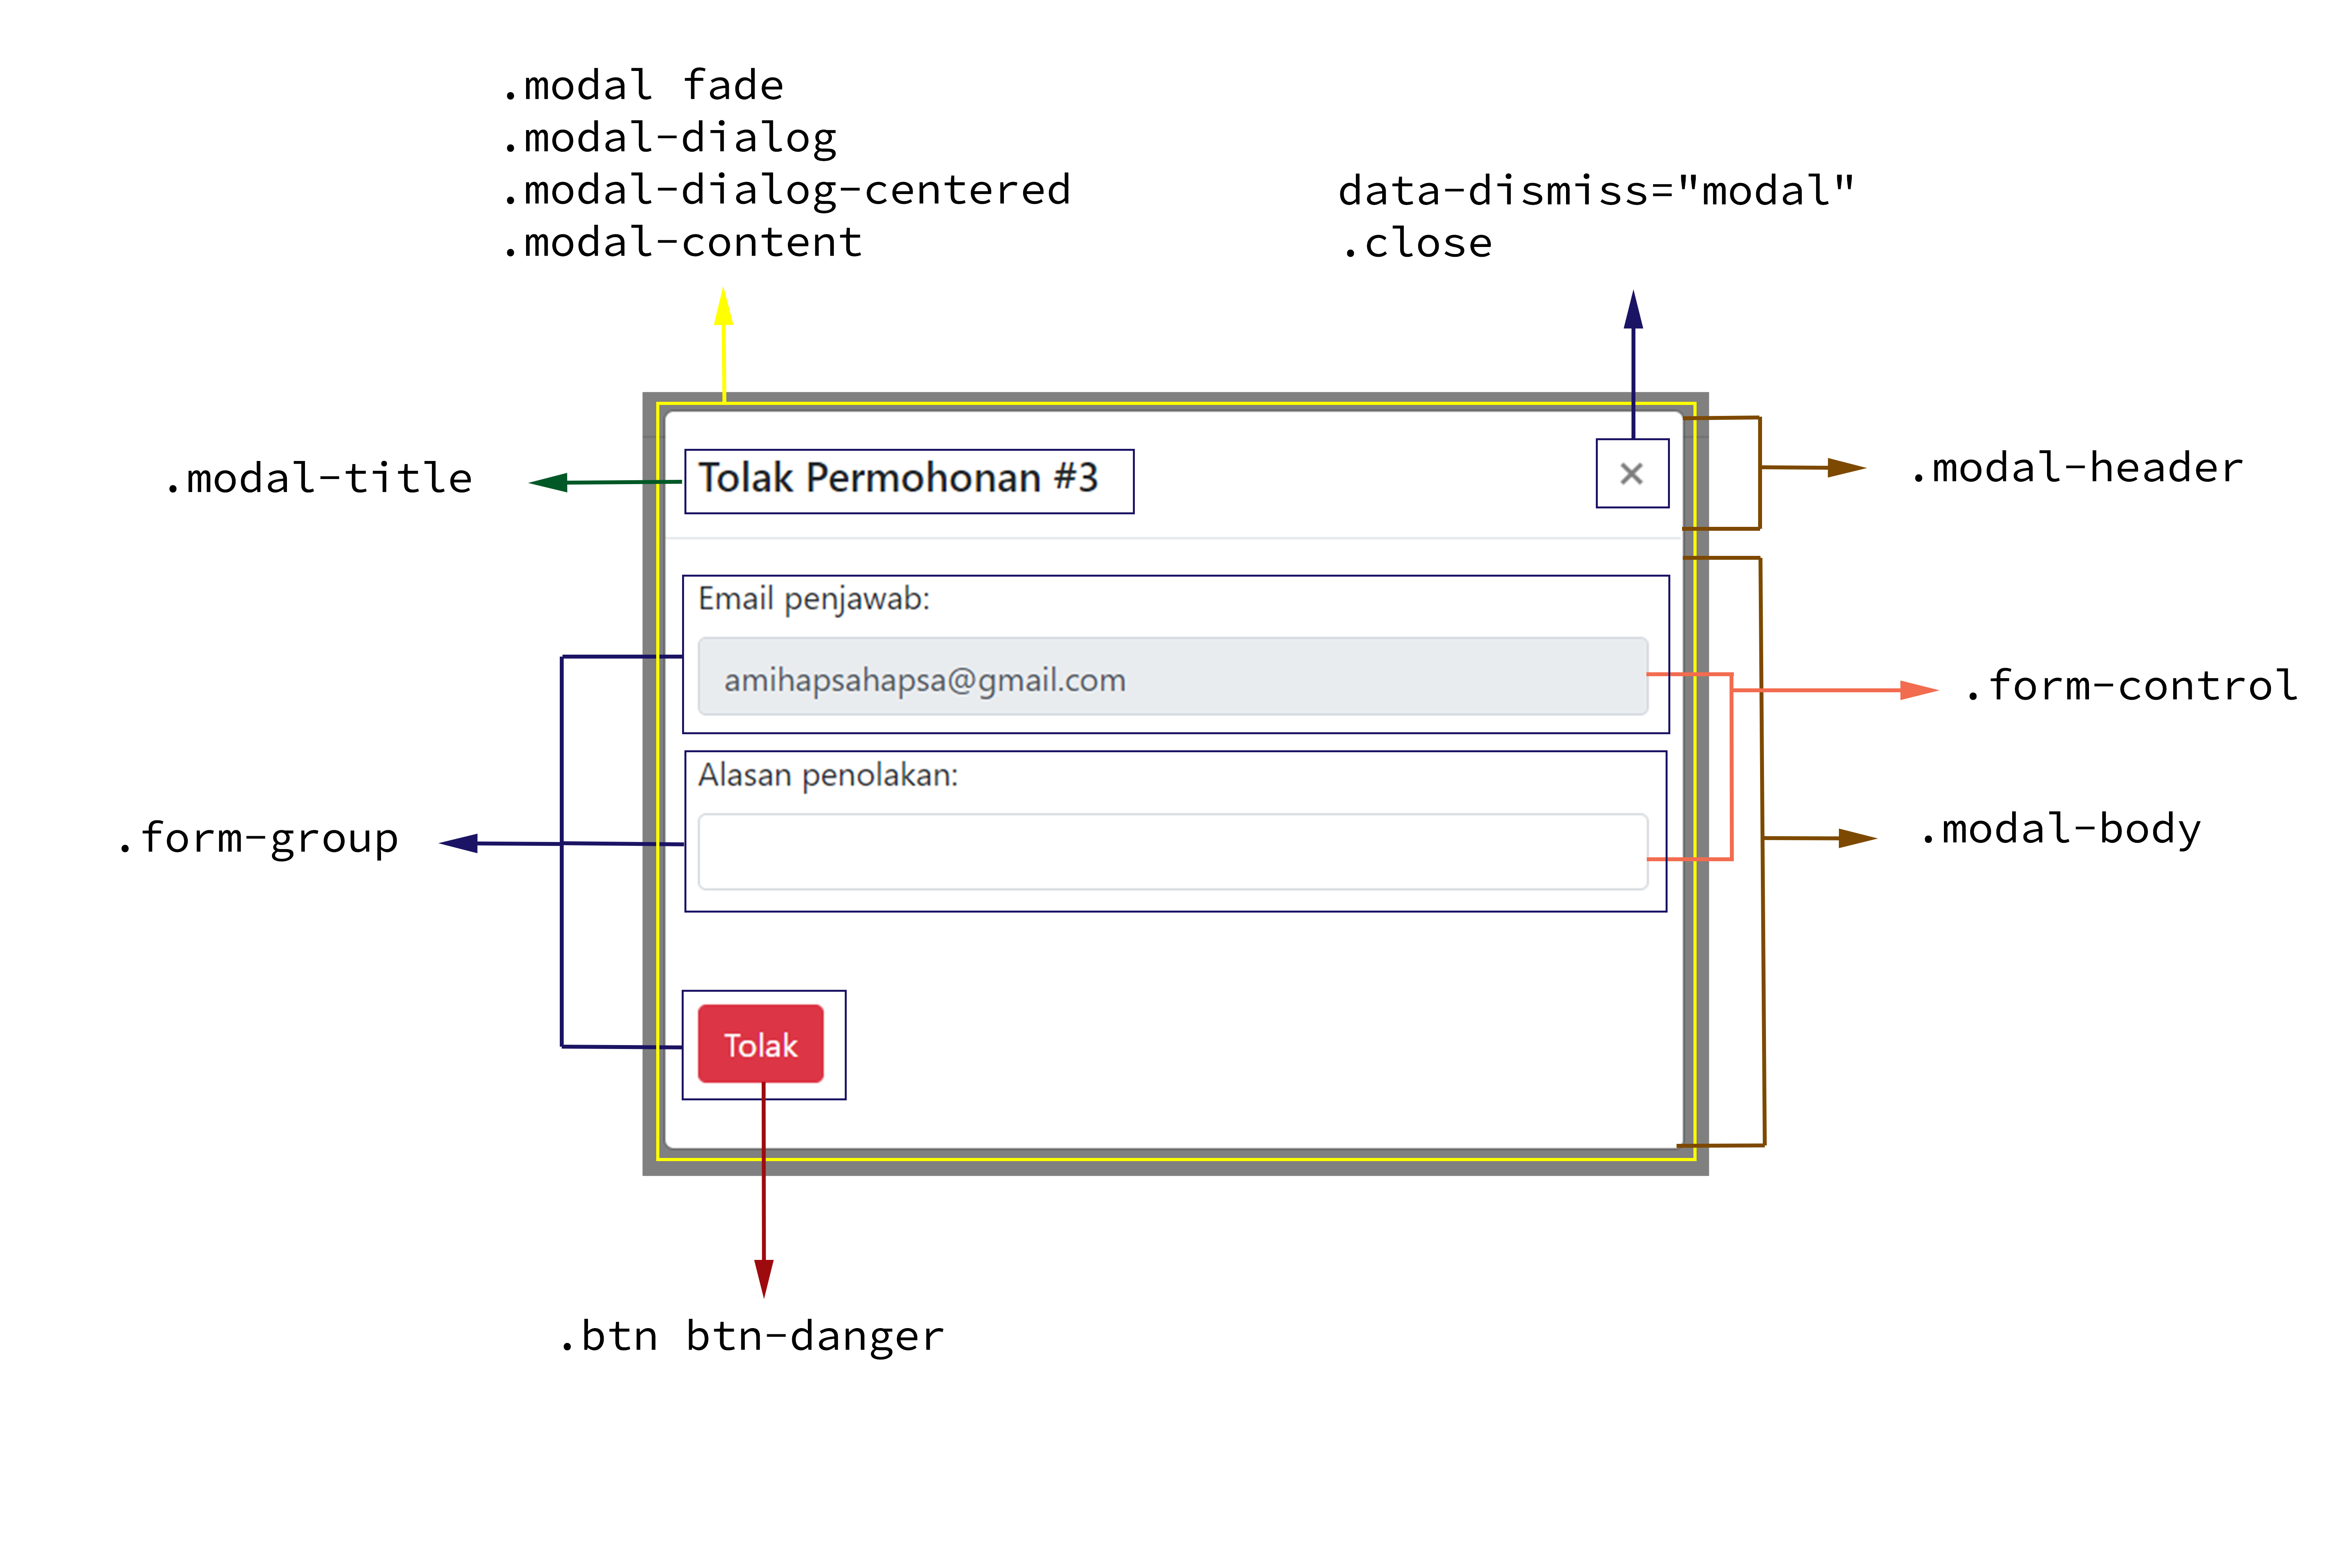 .modal fade
.modal-dialog
.modal-dialog-centered
.modal-content
data-dismiss="modal"
.close
.modal-title
Tolak Permohonan #3
×
.modal-header
Email penjawab:
amihapsahapsa@gmail.com
.form-control
Alasan penolakan:
.form-group
.modal-body
Tolak
.btn btn-danger